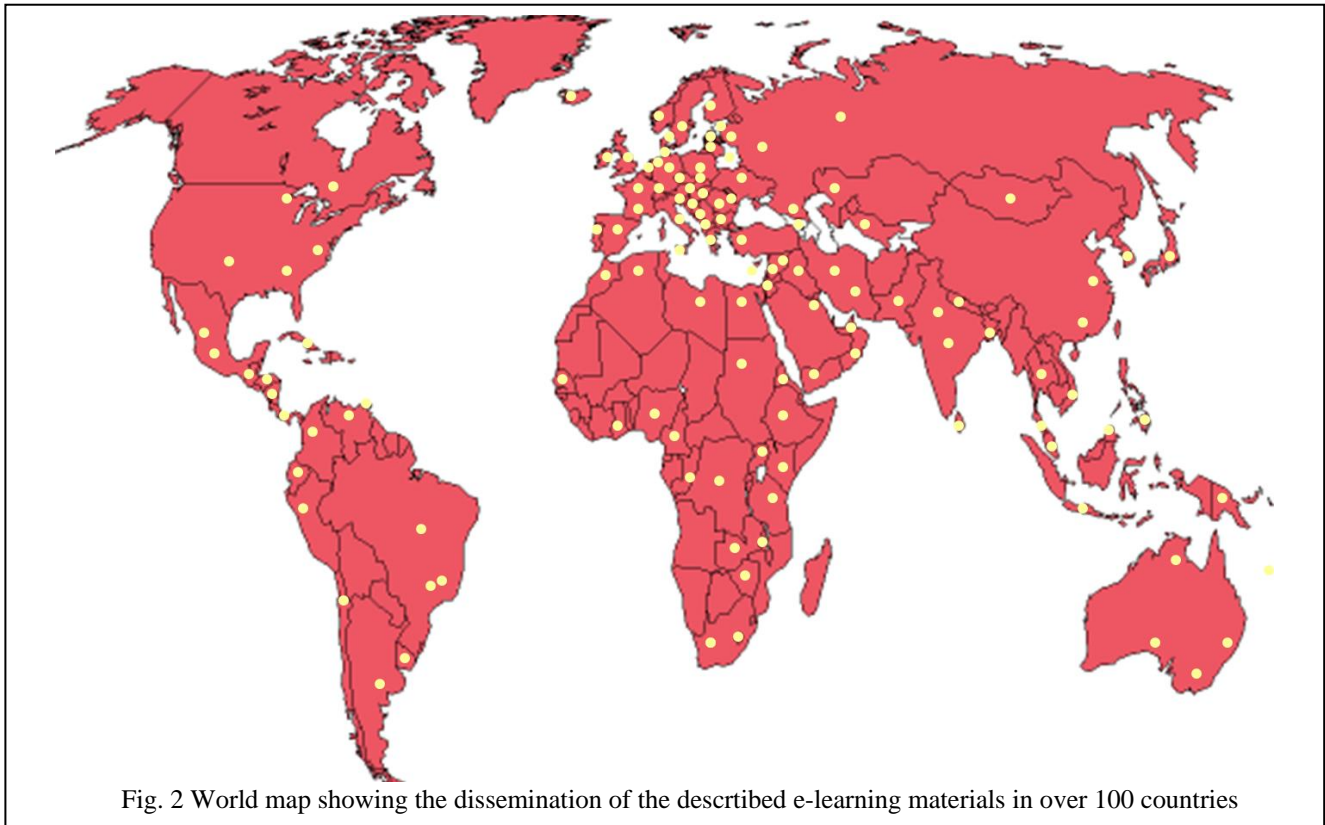 Fig. 2 World map showing the dissemination of the descrtibed e-learning materials in over 100 countries